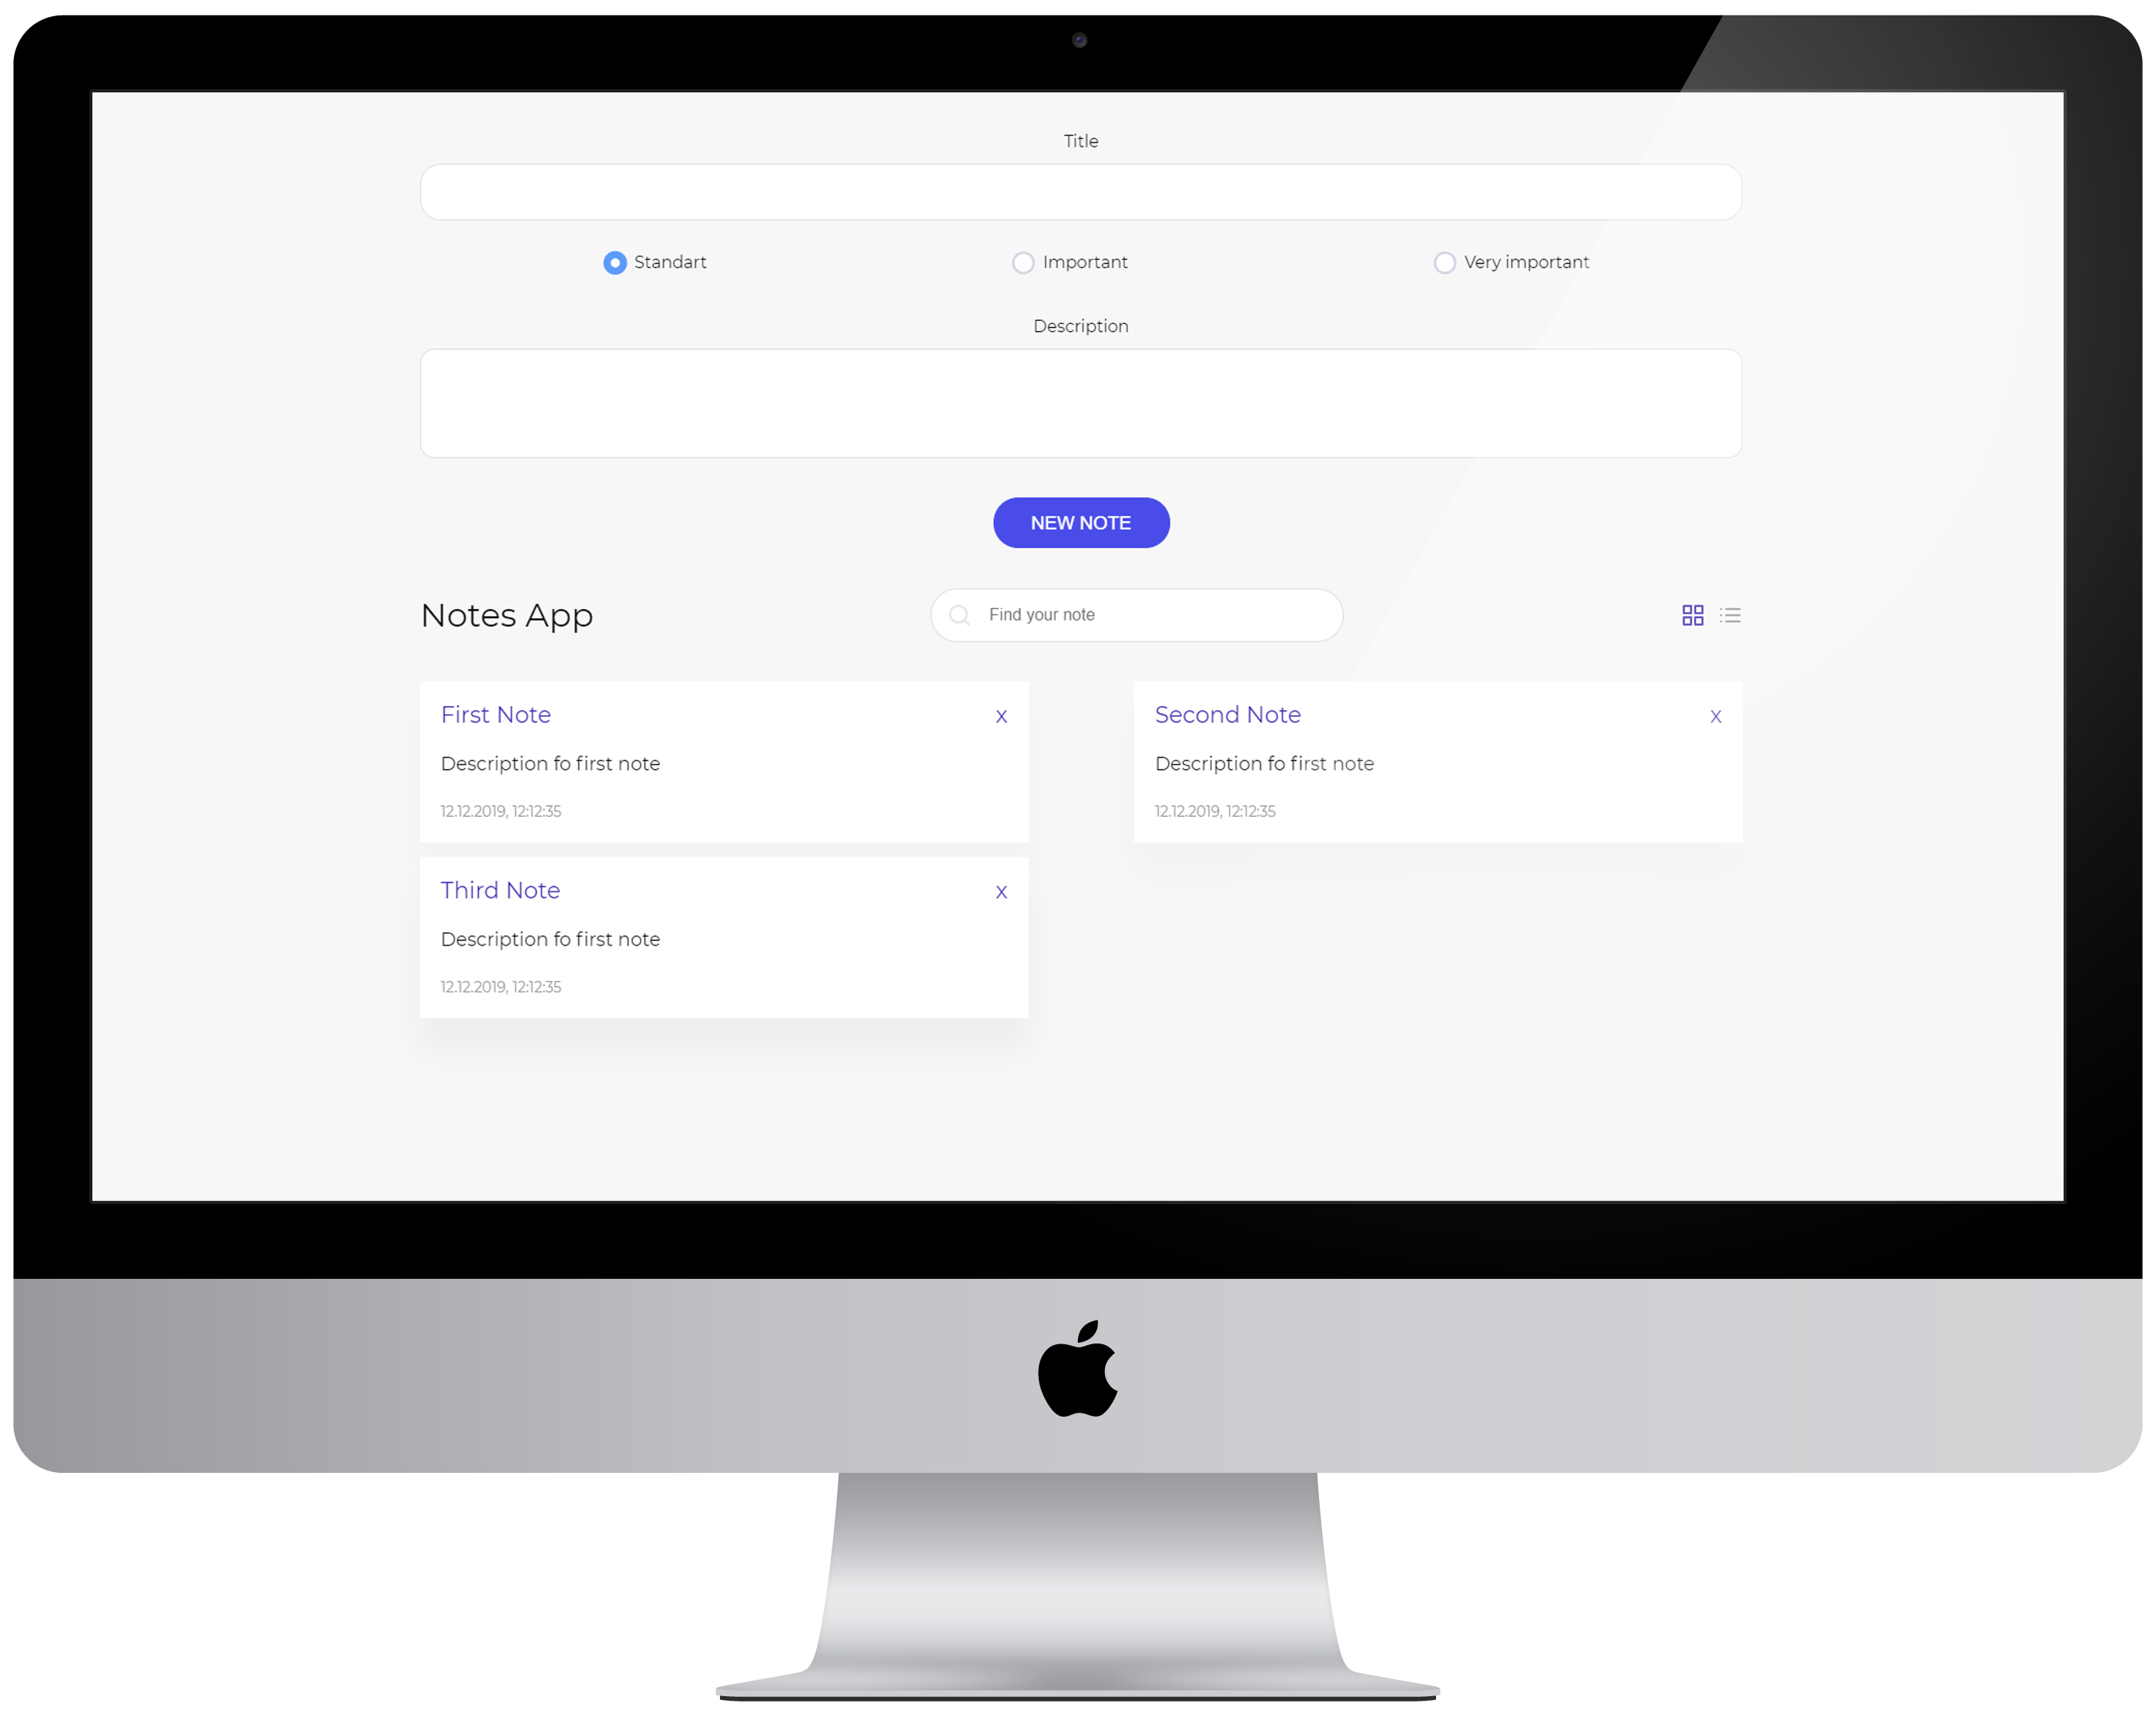 Title
Standart Important Very important
Description
NEW NOTE
Notes App Find your note
First Note x
Description fo first note
12.12.2019, 12:12:35
Second Note x
Description fo first note
12.12.2019, 12:12:35
Third Note x
Description fo first note
12.12.2019, 12:12:35